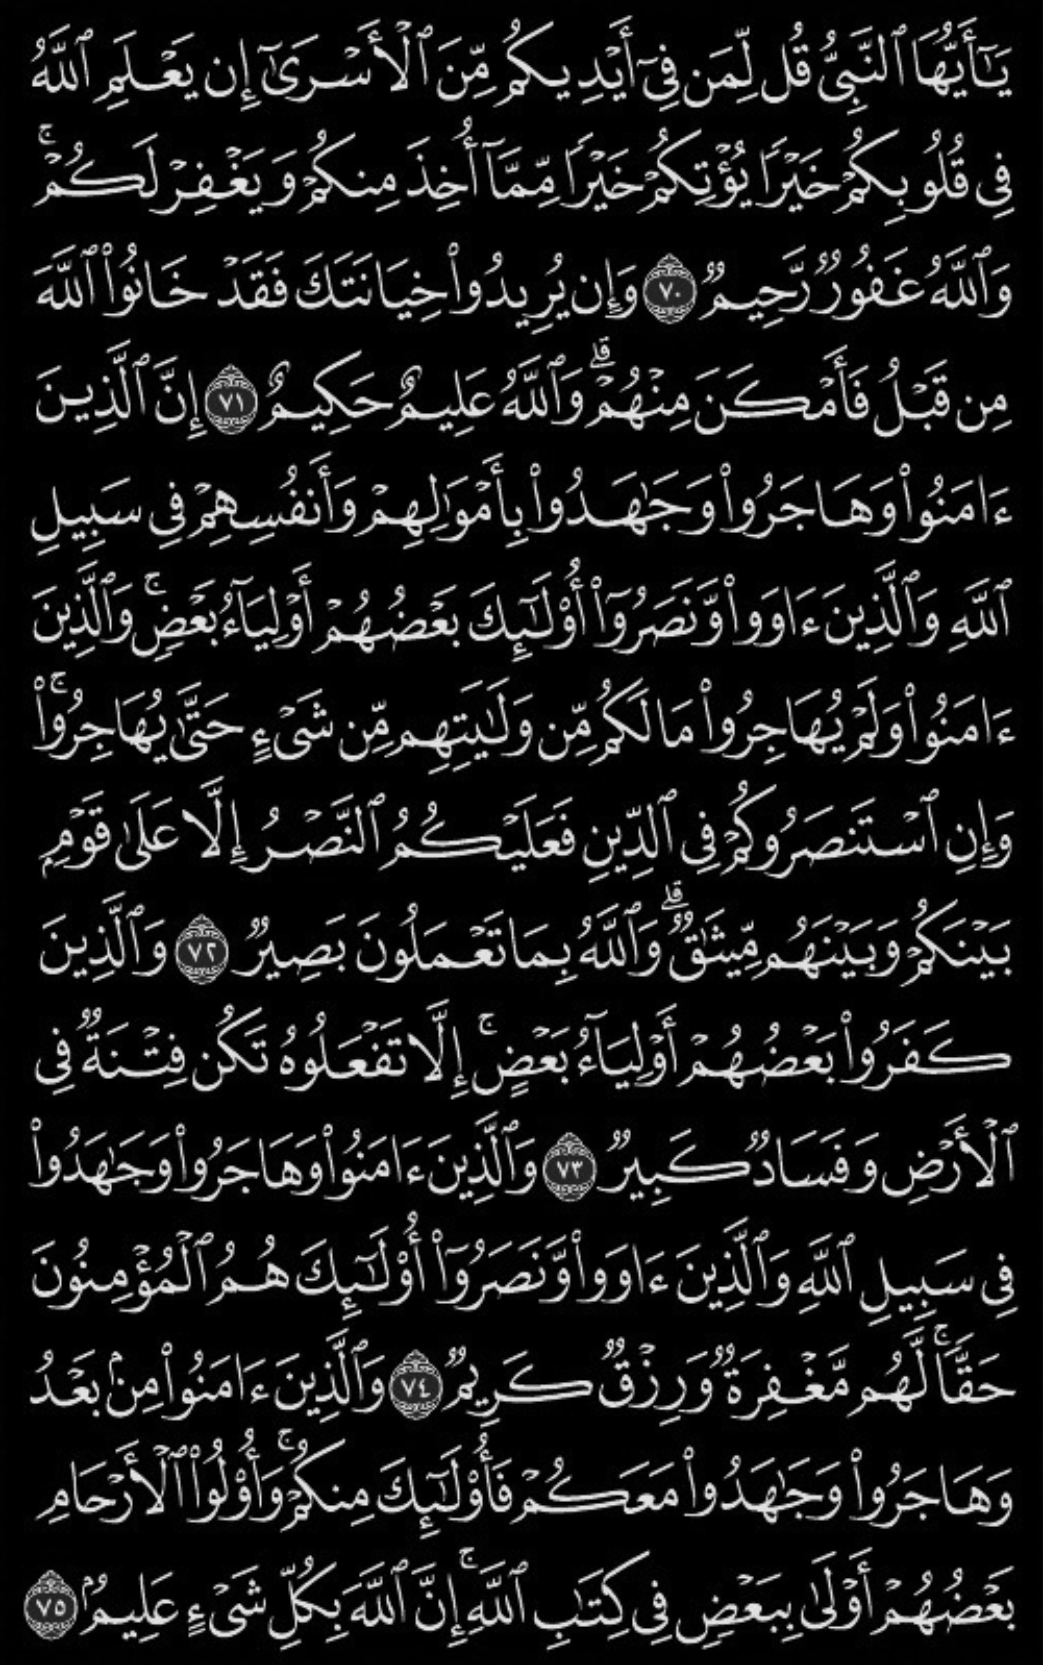 يَـٰٓأَيُّهَا ٱلنَّبِىُّ قُل لِّمَن فِىٓ أَيْدِيكُم مِّنَ ٱلْأَسْرَىٰٓ إِن يَعْلَمِ ٱللَّهُ
فِى قُلُوبِكُمْ خَيْرًا يُؤْتِكُمْ خَيْرًا مِّمَّآ أُخِذَ مِنكُمْ وَيَغْفِرْ لَكُمْ ۚ
وَٱللَّهُ غَفُورٌ رَّحِيمٌ ٧٠ وَإِن يُرِيدُوا۟ خِيَانَتَكَ فَقَدْ خَانُوا۟ ٱللَّهَ
مِن قَبْلُ فَأَمْكَنَ مِنْهُمْ ۗ وَٱللَّهُ عَلِيمٌ حَكِيمٌ ٧١ إِنَّ ٱلَّذِينَ
ءَامَنُوا۟ وَهَاجَرُوا۟ وَجَـٰهَدُوا۟ بِأَمْوَٰلِهِمْ وَأَنفُسِهِمْ فِى سَبِيلِ
ٱللَّهِ وَٱلَّذِينَ ءَاوَوا۟ وَّنَصَرُوٓا۟ أُو۟لَـٰٓئِكَ بَعْضُهُمْ أَوْلِيَآءُ بَعْضٍ ۚ وَٱلَّذِينَ
ءَامَنُوا۟ وَلَمْ يُهَاجِرُوا۟ مَا لَكُم مِّن وَلَـٰيَتِهِم مِّن شَىْءٍ حَتَّىٰ يُهَاجِرُوا۟ ۚ
وَإِنِ ٱسْتَنصَرُوكُمْ فِى ٱلدِّينِ فَعَلَيْكُمُ ٱلنَّصْرُ إِلَّا عَلَىٰ قَوْمٍۭ
بَيْنَكُمْ وَبَيْنَهُم مِّيثَـٰقٌ ۗ وَٱللَّهُ بِمَا تَعْمَلُونَ بَصِيرٌ ٧٢ وَٱلَّذِينَ
كَفَرُوا۟ بَعْضُهُمْ أَوْلِيَآءُ بَعْضٍ ۚ إِلَّا تَفْعَلُوهُ تَكُن فِتْنَةٌ فِى
ٱلْأَرْضِ وَفَسَادٌ كَبِيرٌ ٧٣ وَٱلَّذِينَ ءَامَنُوا۟ وَهَاجَرُوا۟ وَجَـٰهَدُوا۟
فِى سَبِيلِ ٱللَّهِ وَٱلَّذِينَ ءَاوَوا۟ وَّنَصَرُوٓا۟ أُو۟لَـٰٓئِكَ هُمُ ٱلْمُؤْمِنُونَ
حَقًّا ۚ لَّهُم مَّغْفِرَةٌ وَرِزْقٌ كَرِيمٌ ٧٤ وَٱلَّذِينَ ءَامَنُوا۟ مِنۢ بَعْدُ
وَهَاجَرُوا۟ وَجَـٰهَدُوا۟ مَعَكُمْ فَأُو۟لَـٰٓئِكَ مِنكُمْ ۚ وَأُو۟لُوا۟ ٱلْأَرْحَامِ
بَعْضُهُمْ أَوْلَىٰ بِبَعْضٍ فِى كِتَـٰبِ ٱللَّهِ ۚ إِنَّ ٱللَّهَ بِكُلِّ شَىْءٍ عَلِيمٌۢ ٧٥